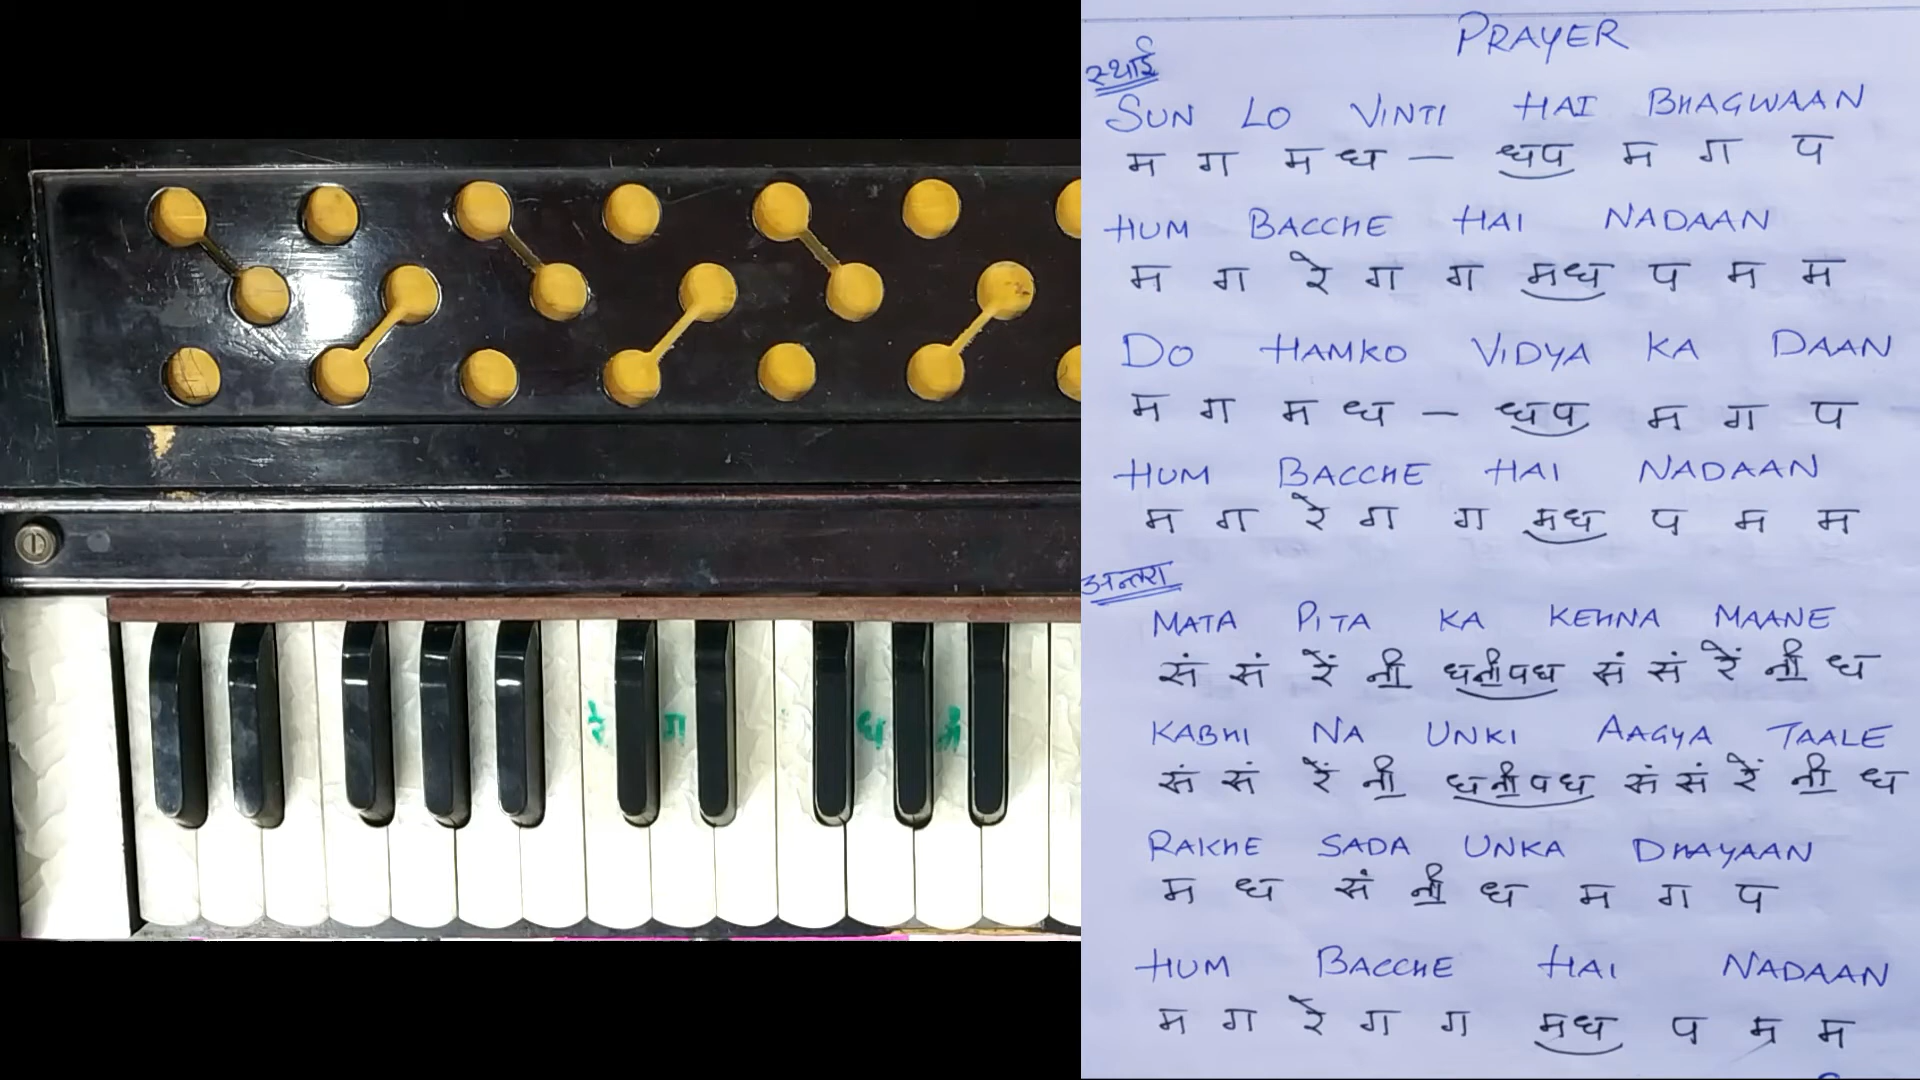 रे ग ध नी
PRAYER
स्थाई
SUN LO VINTI HAI BHAGWAAN
म ग म ध — धप म ग प
HUM BACCHE HAI NADAAN
म ग रे ग ग मध प म म
DO HAMKO VIDYA KA DAAN
म ग म ध — धप म ग प
HUM BACCHE HAI NADAAN
म ग रे ग ग मध प म म
अन्तरा
MATA PITA KA KEHNA MAANE
सं सं रें नी॒ धनी॒पध सं सं रें नी॒ ध
KABHI NA UNKI AAGYA TAALE
सं सं रें नी॒ धनी॒पध सं सं रें नी॒ ध
RAKHE SADA UNKA DHAYAAN
म ध सं नी॒ ध म ग प
HUM BACCHE HAI NADAAN
म ग रे ग ग मध प म म